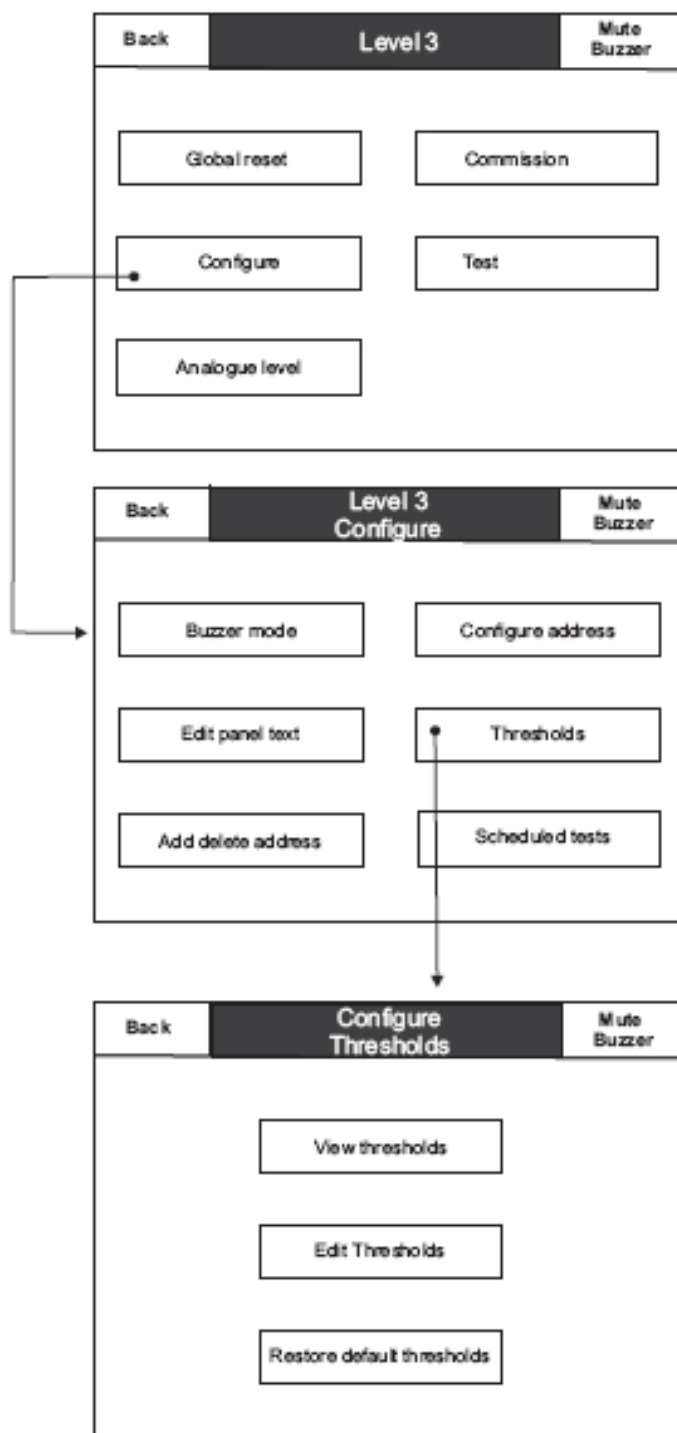 Back
Level 3
Mute
Buzzer
Global reset
Commission
Configure
Test
Analogue level
Back
Level 3
Configure
Mute
Buzzer
Buzzer mode
Configure address
Edit panel text
Thresholds
Add delete address
Scheduled tests
Back
Configure
Thresholds
Mute
Buzzer
View thresholds
Edit Thresholds
Restore default thresholds